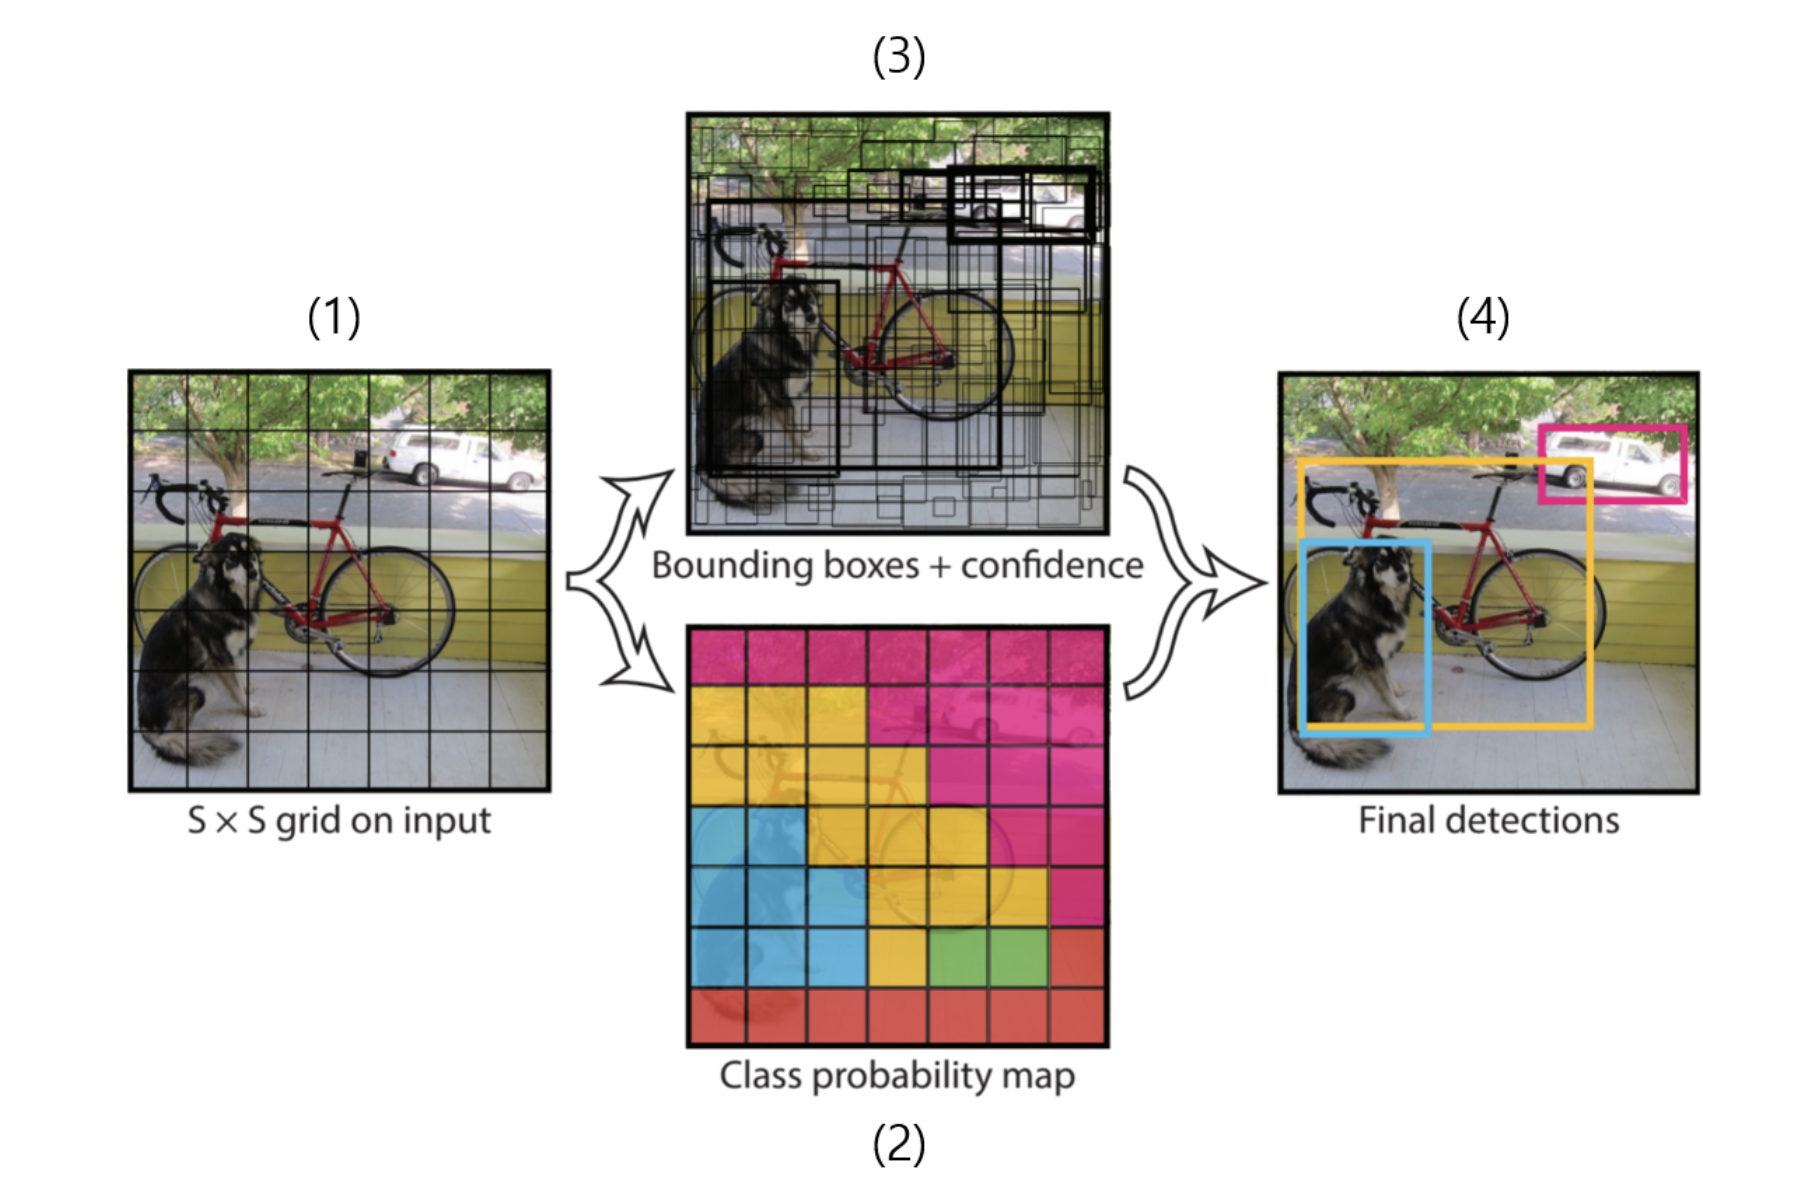 (3)
(1)
(4)
Bounding boxes + confidence
S × S grid on input
Final detections
Class probability map
(2)